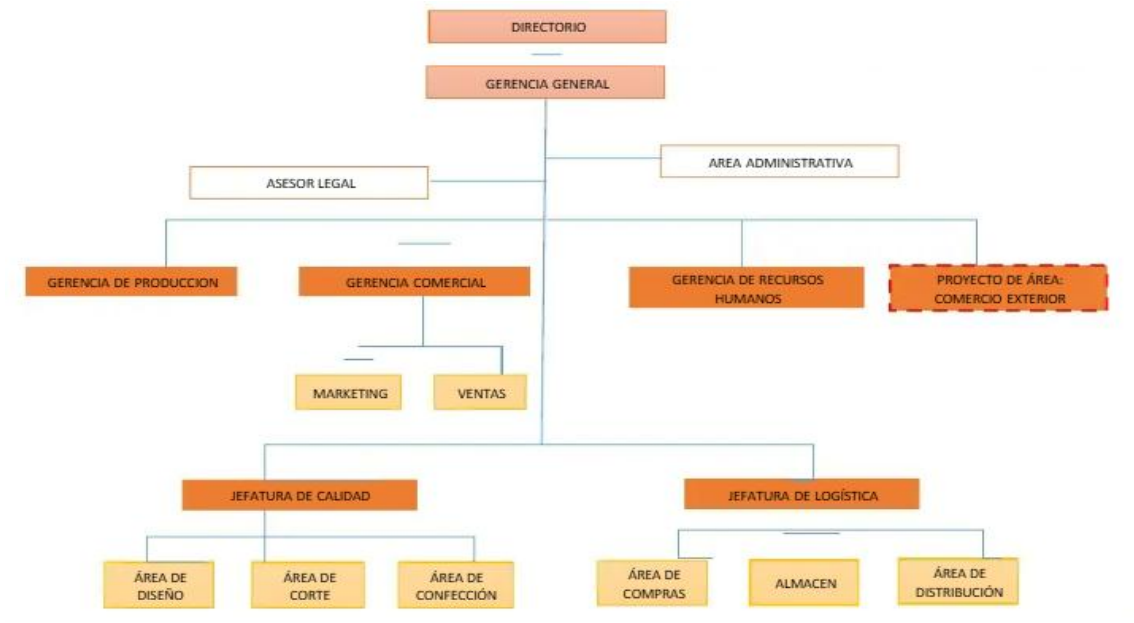 DIRECTORIO
GERENCIA GENERAL
AREA ADMINISTRATIVA
ASESOR LEGAL
GERENCIA DE PRODUCCION
GERENCIA COMERCIAL
GERENCIA DE RECURSOS
HUMANOS
PROYECTO DE ÁREA:
COMERCIO EXTERIOR
MARKETING
VENTAS
JEFATURA DE CALIDAD
JEFATURA DE LOGÍSTICA
ÁREA DE
DISEÑO
ÁREA DE
CORTE
ÁREA DE
CONFECCIÓN
ÁREA DE
COMPRAS
ALMACEN
ÁREA DE
DISTRIBUCIÓN